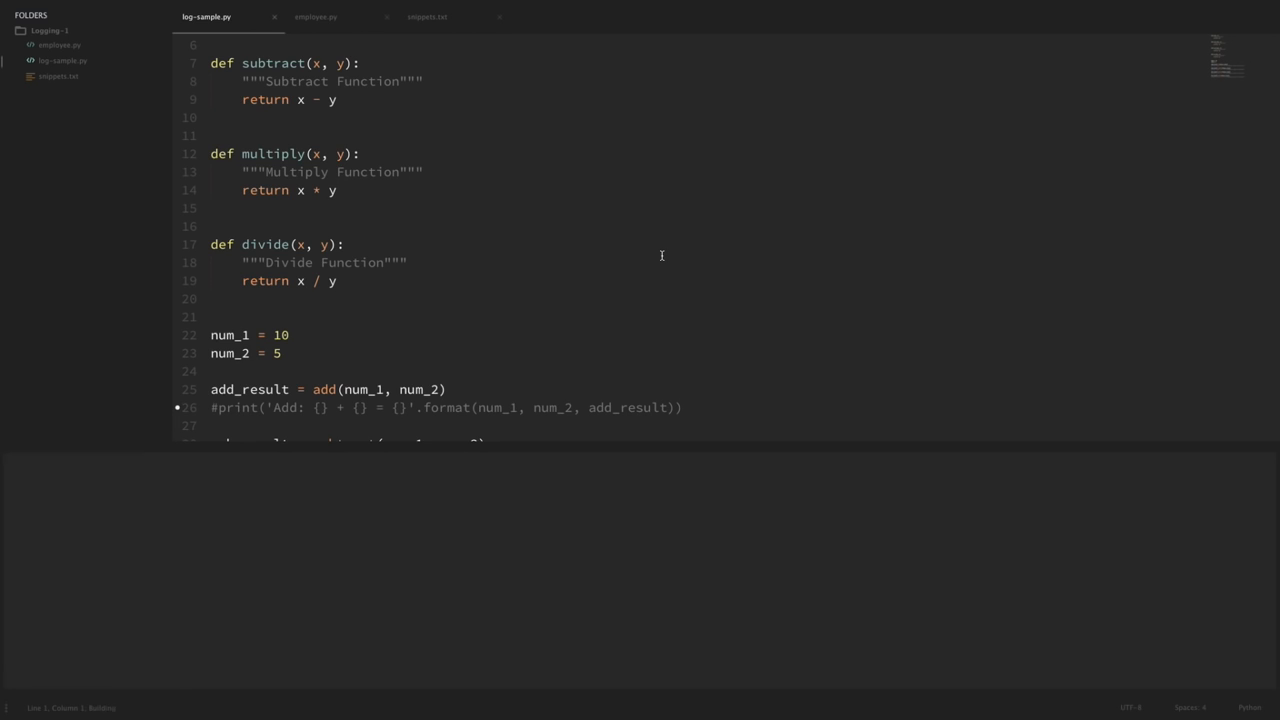 FOLDERS
Logging-1
employee.py
log-sample.py
snippets.txt
log-sample.py × employee.py × snippets.txt ×
6
7 def subtract(x, y):
8 """Subtract Function"""
9 return x - y
10
11
12 def multiply(x, y):
13 """Multiply Function"""
14 return x * y
15
16
17 def divide(x, y):
18 """Divide Function"""
19 return x / y
20
21
22 num_1 = 10
23 num_2 = 5
24
25 add_result = add(num_1, num_2)
26 #print('Add: {} + {} = {}'.format(num_1, num_2, add_result))
27
Line 1, Column 1; Building UTF-8 Spaces: 4 Python